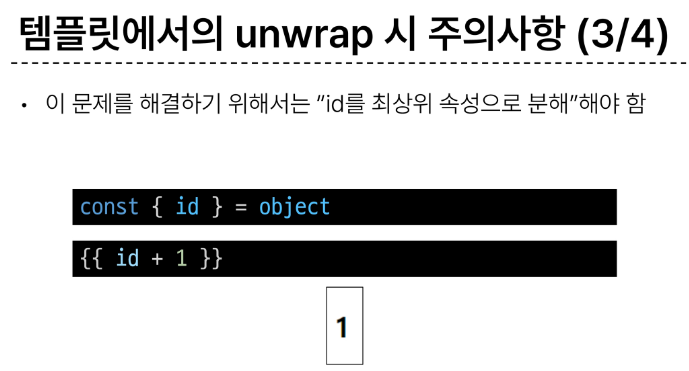 템플릿에서의 unwrap 시 주의사항 (3/4)
• 이 문제를 해결하기 위해서는 "id를 최상위 속성으로 분해"해야 함
const { id } = object
{{ id + 1 }}
1